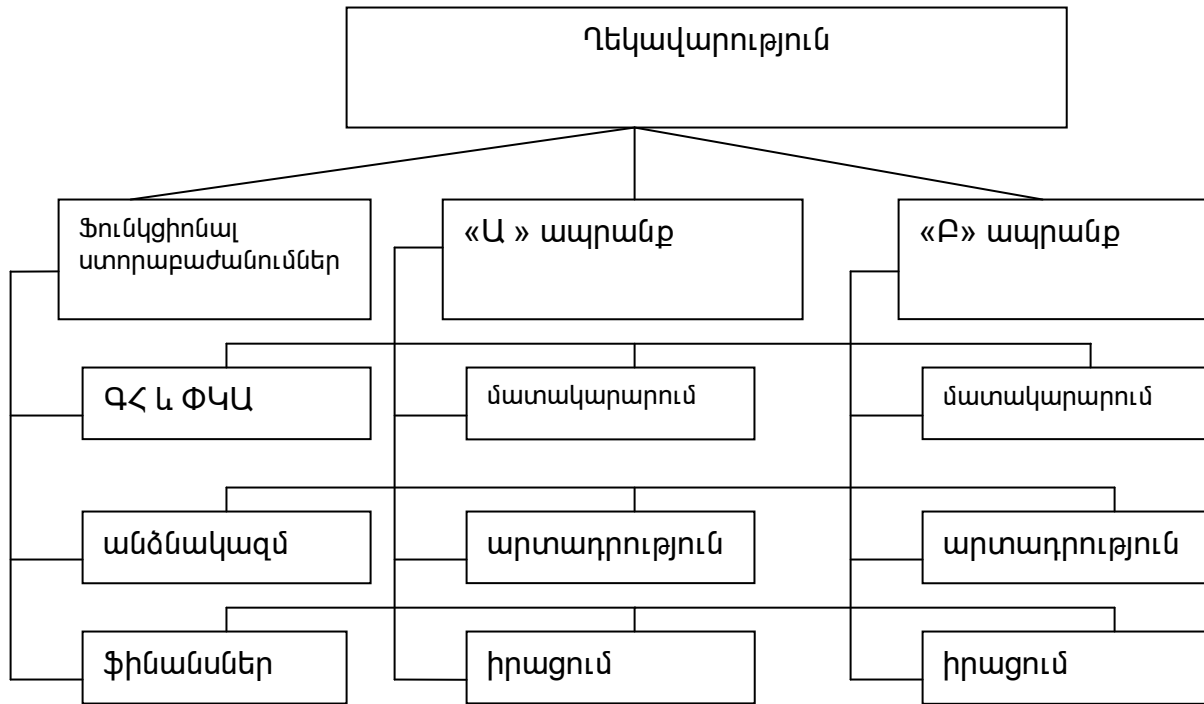 Ղեկավարություն
Ֆունկցիոնալ
ստորաբաժանումներ
«Ա » ապրանք
«Բ» ապրանք
ԳՀ և ՓԿԱ
մատակարարում
մատակարարում
անձնակազմ
արտադրություն
արտադրություն
ֆինանսներ
իրացում
իրացում